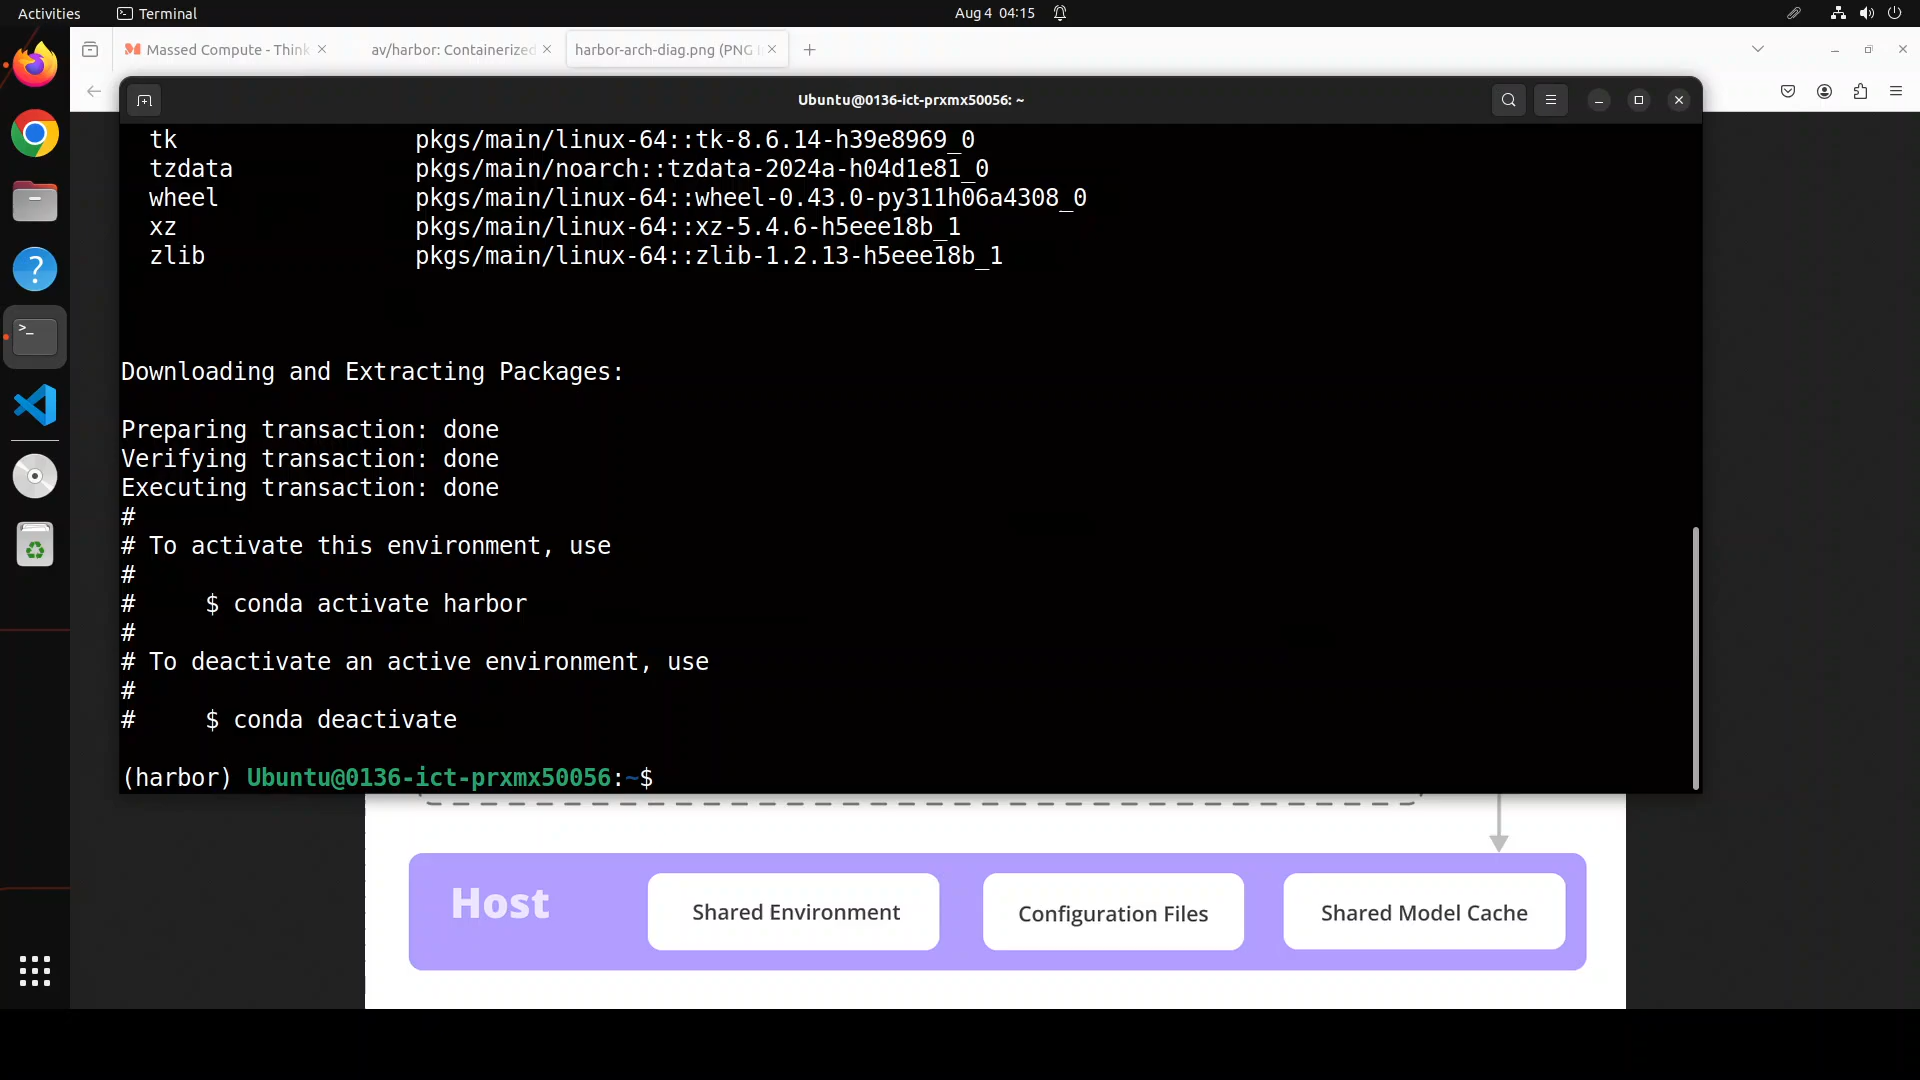 Activities Terminal Aug 4 04:15
Massed Compute - Think av/harbor: Containerized harbor-arch-diag.png (PNG
Ubuntu@0136-ict-prxmx50056: ~
tk pkgs/main/linux-64::tk-8.6.14-h39e8969_0
tzdata pkgs/main/noarch::tzdata-2024a-h04d1e81_0
wheel pkgs/main/linux-64::wheel-0.43.0-py311h06a4308_0
xz pkgs/main/linux-64::xz-5.4.6-h5eee18b_1
zlib pkgs/main/linux-64::zlib-1.2.13-h5eee18b_1
Downloading and Extracting Packages:
Preparing transaction: done
Verifying transaction: done
Executing transaction: done
#
# To activate this environment, use
#
# $ conda activate harbor
#
# To deactivate an active environment, use
#
# $ conda deactivate
(harbor) Ubuntu@0136-ict-prxmx50056:~$
Host Shared Environment Configuration Files Shared Model Cache